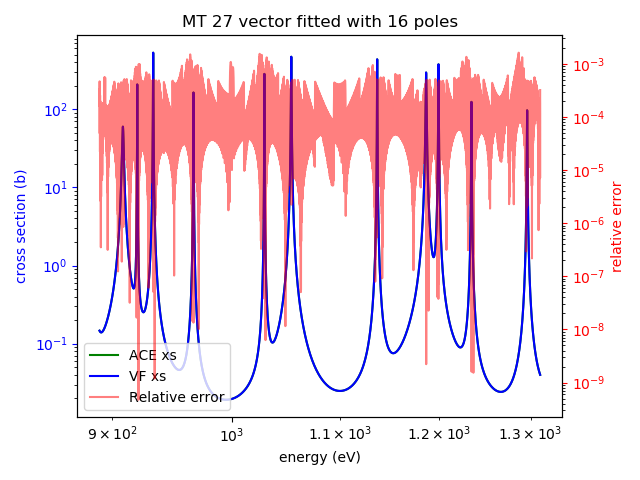 MT 27 vector fitted with 16 poles
cross section (b)
10²
10¹
10⁰
10⁻¹
10⁻³
10⁻⁴
10⁻⁵
10⁻⁶
10⁻⁷
10⁻⁸
10⁻⁹
relative error
ACE xs
VF xs
Relative error
9 × 10² 10³ 1.1 × 10³ 1.2 × 10³ 1.3 × 10³
energy (eV)